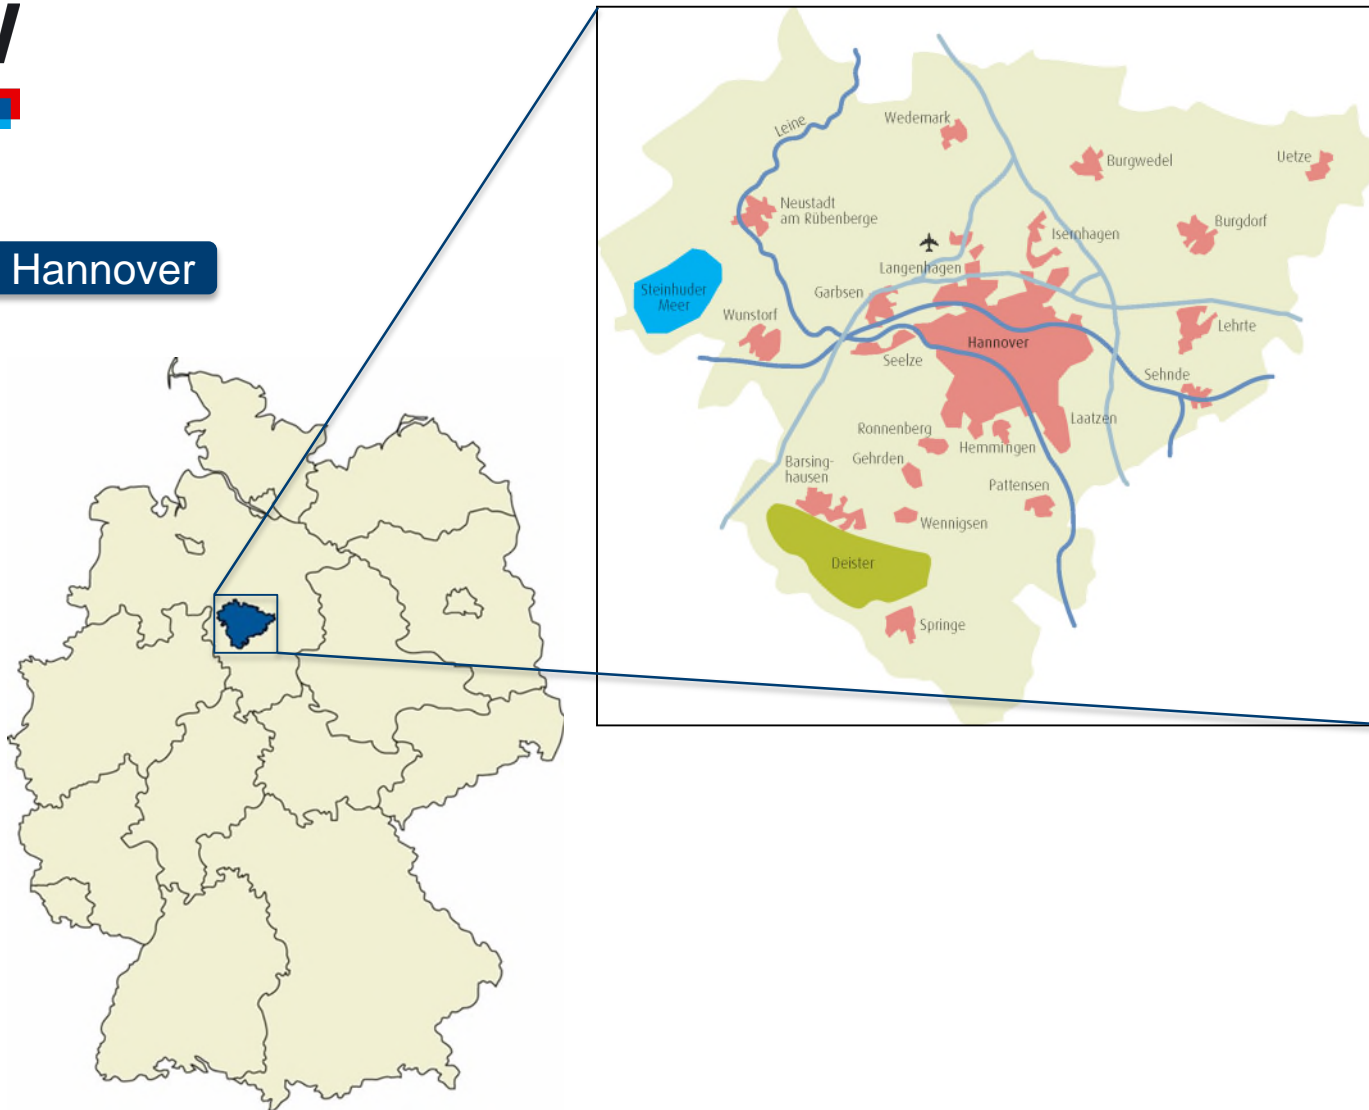 Hannover
Leine
Wedemark
Burgwedel
Uetze
Neustadt
am Rübenberge
Isernhagen
Burgdorf
Langenhagen
Steinhuder
Meer
Garbsen
Wunstorf
Lehrte
Hannover
Seelze
Sehnde
Laatzen
Ronnenberg
Hemmingen
Gehrden
Barsing-
hausen
Pattensen
Wennigsen
Deister
Springe